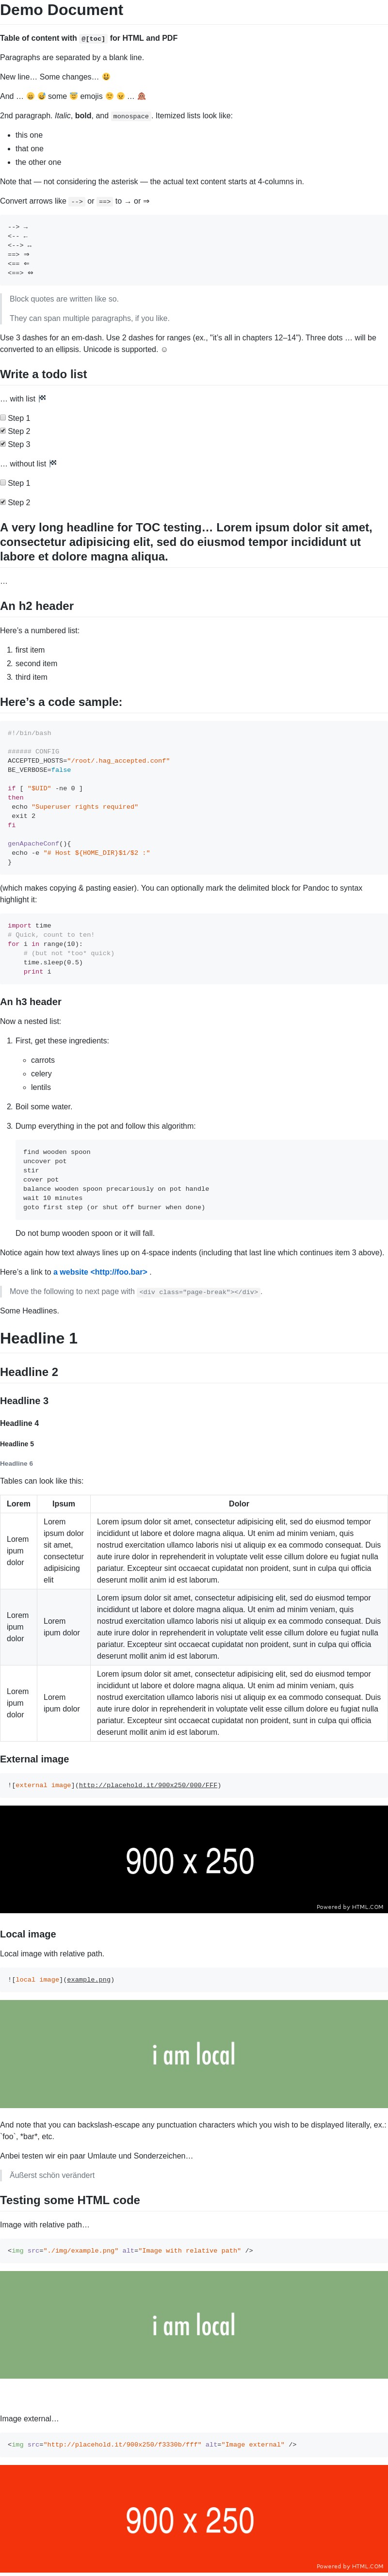 Demo Document
Table of content with @[toc] for HTML and PDF
Paragraphs are separated by a blank line.
New line… Some changes… 😃
And … 😄 😅 some 😇 emojis 😚 😠 … 🙈
2nd paragraph. Italic, bold, and monospace . Itemized lists look like:
• this one
• that one
• the other one
Note that — not considering the asterisk — the actual text content starts at 4-columns in.
Convert arrows like --> or ==> to → or ⇒
--> →
<-- ←
<--> ↔
==> ⇒
<== ⇐
<==> ⇔
Block quotes are written like so.
They can span multiple paragraphs, if you like.
Use 3 dashes for an em-dash. Use 2 dashes for ranges (ex., “it’s all in chapters 12–14”). Three dots … will be
converted to an ellipsis. Unicode is supported. ☺
Write a todo list
… with list 🏁
☐ Step 1
☑ Step 2
☑ Step 3
… without list 🏁
☐ Step 1
☑ Step 2
A very long headline for TOC testing… Lorem ipsum dolor sit amet,
consectetur adipisicing elit, sed do eiusmod tempor incididunt ut
labore et dolore magna aliqua.
…
An h2 header
Here’s a numbered list:
1. first item
2. second item
3. third item
Here’s a code sample:
#!/bin/bash
###### CONFIG
ACCEPTED_HOSTS="/root/.hag_accepted.conf"
BE_VERBOSE=false
if [ "$UID" -ne 0 ]
then
echo "Superuser rights required"
exit 2
fi
genApacheConf(){
echo -e "# Host ${HOME_DIR}$1/$2 :"
}
(which makes copying & pasting easier). You can optionally mark the delimited block for Pandoc to syntax
highlight it:
import time
# Quick, count to ten!
for i in range(10):
# (but not *too* quick)
time.sleep(0.5)
print i
An h3 header
Now a nested list:
1. First, get these ingredients:
◦ carrots
◦ celery
◦ lentils
2. Boil some water.
3. Dump everything in the pot and follow this algorithm:
find wooden spoon
uncover pot
stir
cover pot
balance wooden spoon precariously on pot handle
wait 10 minutes
goto first step (or shut off burner when done)
Do not bump wooden spoon or it will fall.
Notice again how text always lines up on 4-space indents (including that last line which continues item 3 above).
Here’s a link to a website <http://foo.bar> .
Move the following to next page with <div class="page-break"></div> .
Some Headlines.
Headline 1
Headline 2
Headline 3
Headline 4
Headline 5
Headline 6
Tables can look like this:
Lorem Ipsum Dolor
Lorem ipum dolor
Lorem ipsum dolor sit amet, consectetur adipisicing elit
Lorem ipsum dolor sit amet, consectetur adipisicing elit, sed do eiusmod tempor
incididunt ut labore et dolore magna aliqua. Ut enim ad minim veniam, quis
nostrud exercitation ullamco laboris nisi ut aliquip ex ea commodo consequat. Duis
aute irure dolor in reprehenderit in voluptate velit esse cillum dolore eu fugiat nulla
pariatur. Excepteur sint occaecat cupidatat non proident, sunt in culpa qui officia
deserunt mollit anim id est laborum.
Lorem ipum dolor
Lorem ipum dolor
Lorem ipsum dolor sit amet, consectetur adipisicing elit, sed do eiusmod tempor
incididunt ut labore et dolore magna aliqua. Ut enim ad minim veniam, quis
nostrud exercitation ullamco laboris nisi ut aliquip ex ea commodo consequat. Duis
aute irure dolor in reprehenderit in voluptate velit esse cillum dolore eu fugiat nulla
pariatur. Excepteur sint occaecat cupidatat non proident, sunt in culpa qui officia
deserunt mollit anim id est laborum.
Lorem ipum dolor
Lorem ipum dolor
Lorem ipsum dolor sit amet, consectetur adipisicing elit, sed do eiusmod tempor
incididunt ut labore et dolore magna aliqua. Ut enim ad minim veniam, quis
nostrud exercitation ullamco laboris nisi ut aliquip ex ea commodo consequat. Duis
aute irure dolor in reprehenderit in voluptate velit esse cillum dolore eu fugiat nulla
pariatur. Excepteur sint occaecat cupidatat non proident, sunt in culpa qui officia
deserunt mollit anim id est laborum.
External image
![external image](http://placehold.it/900x250/000/FFF)
900 x 250
Powered by HTML.COM
Local image
Local image with relative path.
![local image](example.png)
i am local
And note that you can backslash-escape any punctuation characters which you wish to be displayed literally, ex.:
`foo`, *bar*, etc.
Anbei testen wir ein paar Umlaute und Sonderzeichen…
Äußerst schön verändert
Testing some HTML code
Image with relative path…
<img src="./img/example.png" alt="Image with relative path" />
i am local
Image external…
<img src="http://placehold.it/900x250/f3330b/fff" alt="Image external" />
900 x 250
Powered by HTML.COM